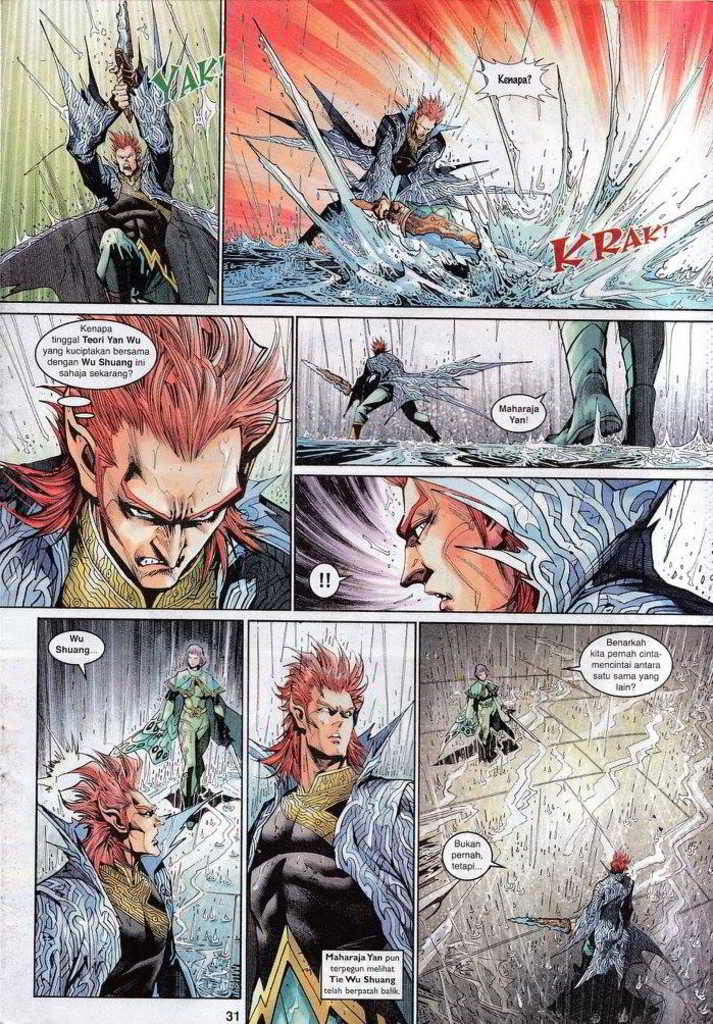 YAK!
Kenapa?
KRAK!
Kenapa
tinggal Teori Yan Wu
yang kuciptakan bersama
dengan Wu Shuang ini
sahaja sekarang?
Maharaja
Yan!
!!
Wu
Shuang...
Maharaja Yan pun
terpegun melihat
Tie Wu Shuang
telah berpatah balik.
Benarkah
kita pernah cinta-
mencintai antara
satu sama yang
lain?
Bukan
pernah,
tetapi...
31